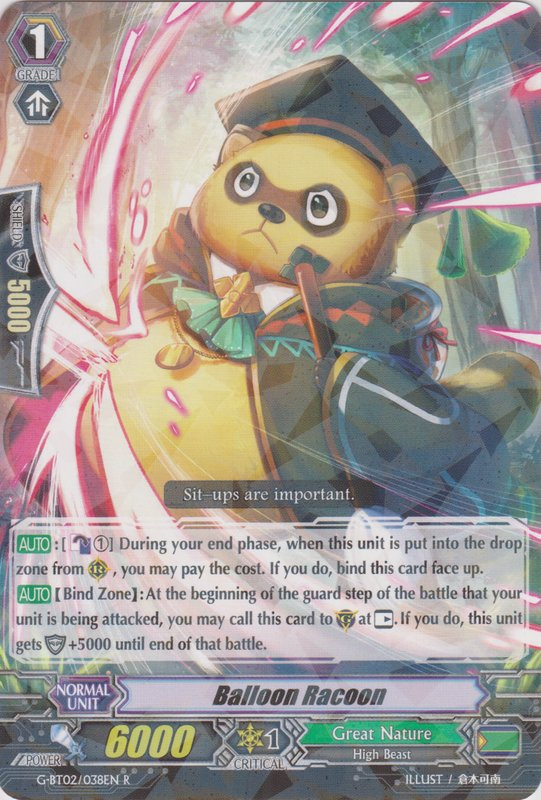 1
GRADE
SHIELD
5000
Sit-ups are important.
AUTO:[ ①] During your end phase, when this unit is put into the drop
zone from Ⓡ, you may pay the cost. If you do, bind this card face up.
AUTO【Bind Zone】:At the beginning of the guard step of the battle that your
unit is being attacked, you may call this card to G at . If you do, this unit
gets +5000 until end of that battle.
NORMAL
UNIT
Balloon Racoon
POWER
6000
1
CRITICAL
Great Nature
High Beast
G-BT02/038EN R
ILLUST / 倉本可南